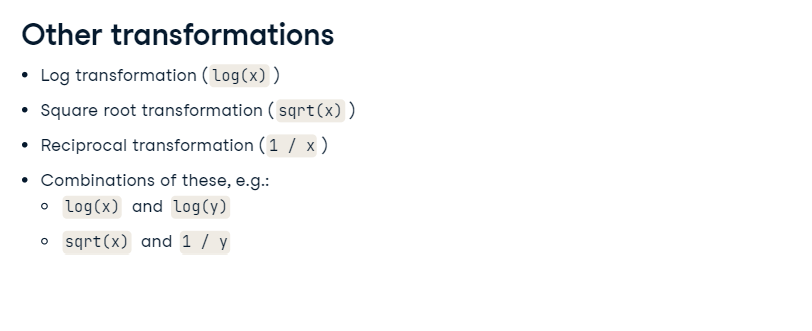 Other transformations
• Log transformation ( log(x) )
• Square root transformation ( sqrt(x) )
• Reciprocal transformation ( 1 / x )
• Combinations of these, e.g.:
○ log(x) and log(y)
○ sqrt(x) and 1 / y